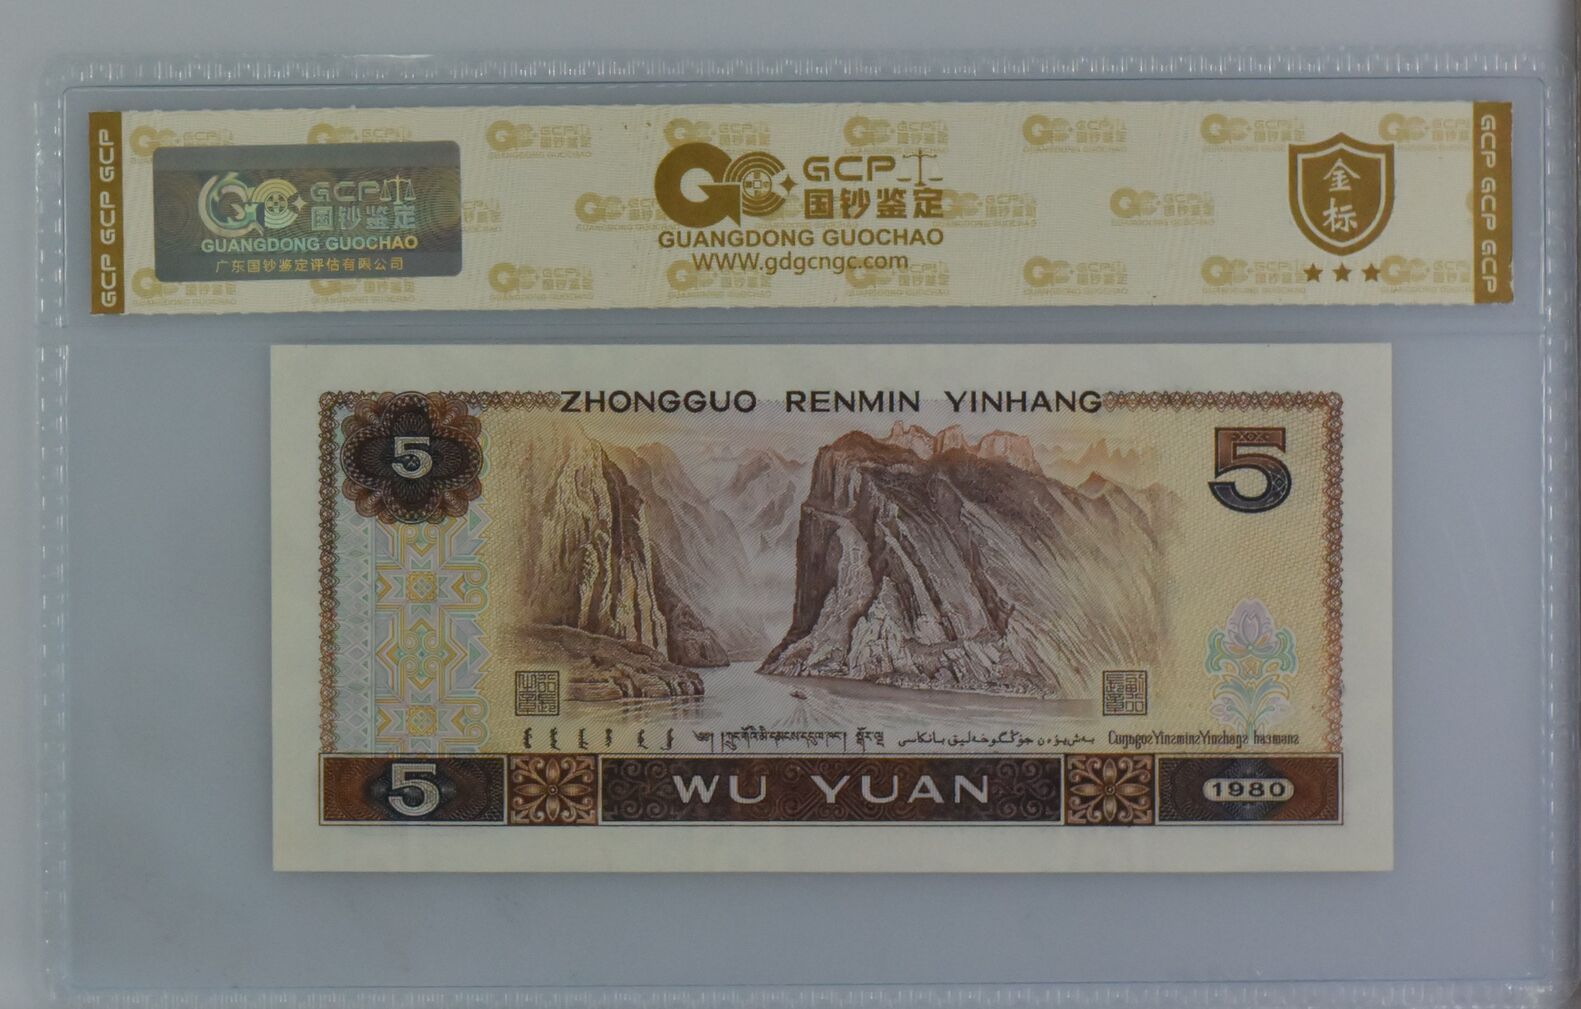 GCP GCP GCP
GCP
国钞鉴定
GUANGDONG GUOCHAO
广东国钞鉴定评估有限公司
GCP
国钞鉴定
GUANGDONG GUOCHAO
WWW.gdgcngc.com
金标
GCP GCP GCP
ZHONGGUO RENMIN YINHANG
5
5
5
WU YUAN
1980